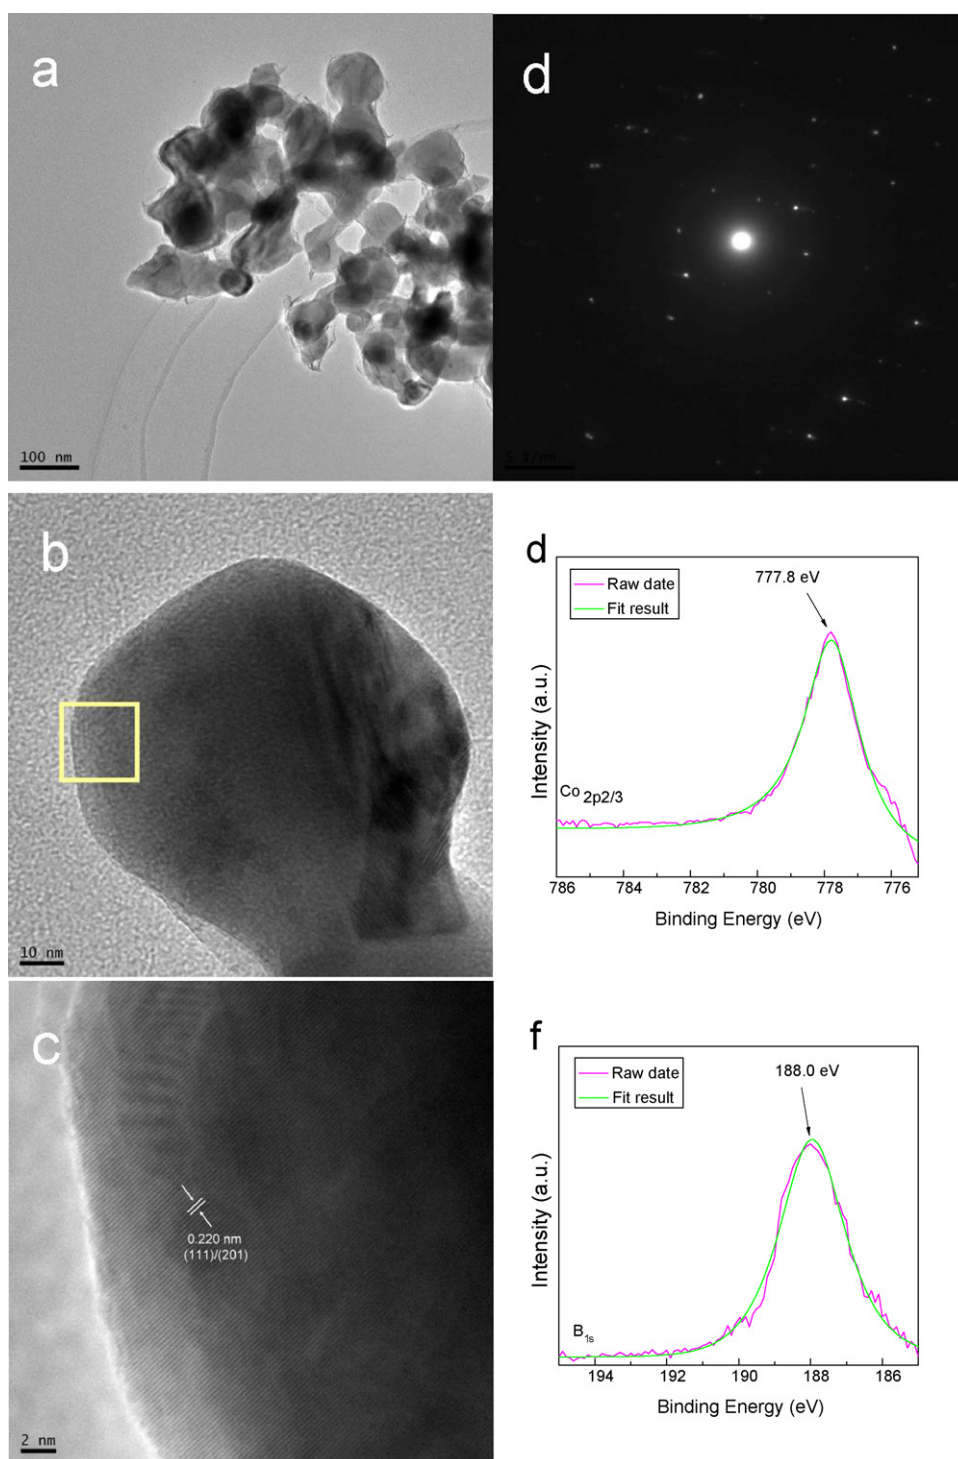 a
100 nm
d
5 1/nm
b
10 nm
d
Raw date
Fit result
777.8 eV
Intensity (a.u.)
Co 2p2/3
786 784 782 780 778 776
Binding Energy (eV)
c
0.220 nm
(111)/(201)
2 nm
f
Raw date
Fit result
188.0 eV
Intensity (a.u.)
B 1s
194 192 190 188 186
Binding Energy (eV)